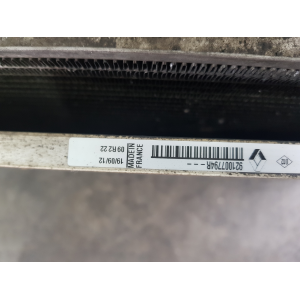 921007794R - - -
MADE IN
FRANCE
19/09/12
09 R2 22